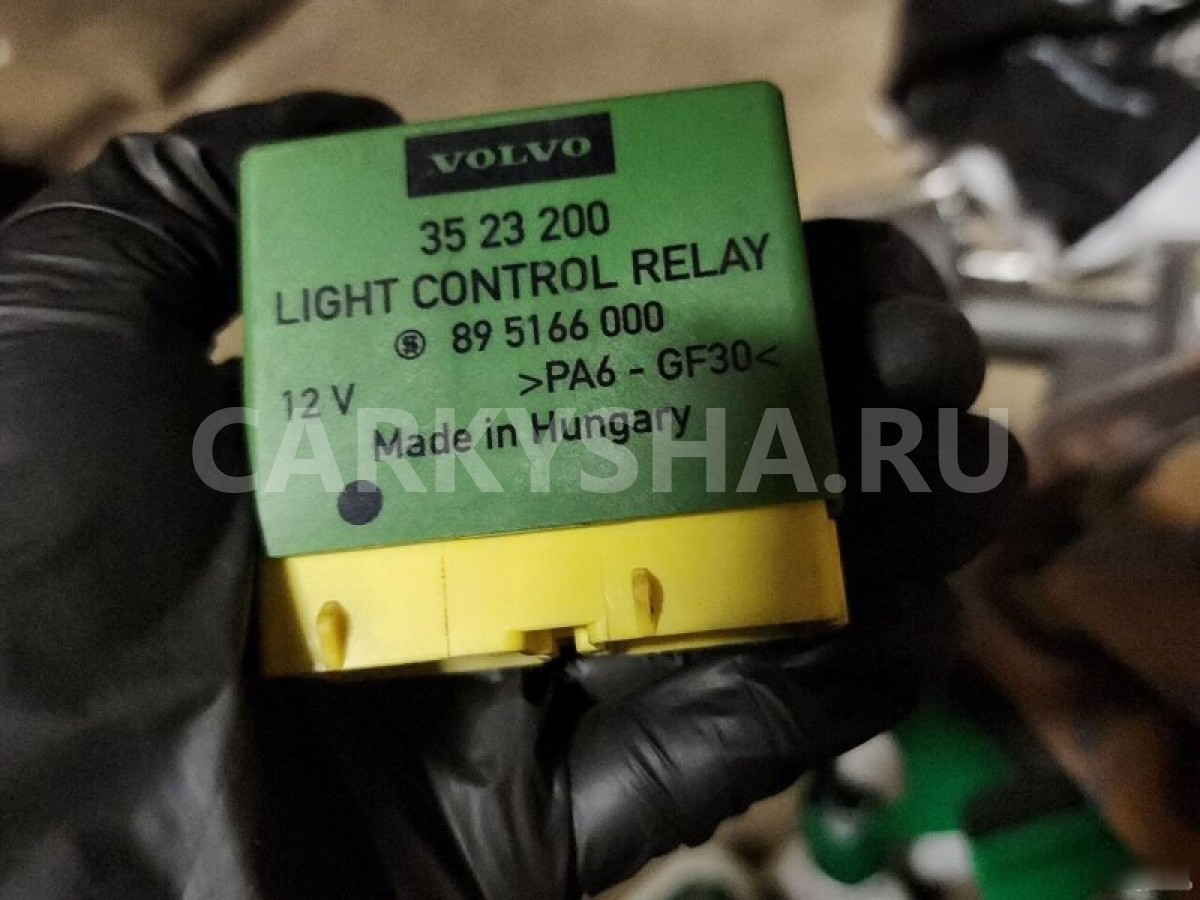 VOLVO
35 23 200
LIGHT CONTROL RELAY
89 5166 000
>PA6 - GF30<
12 V
Made in Hungary
CARKYSHA.RU